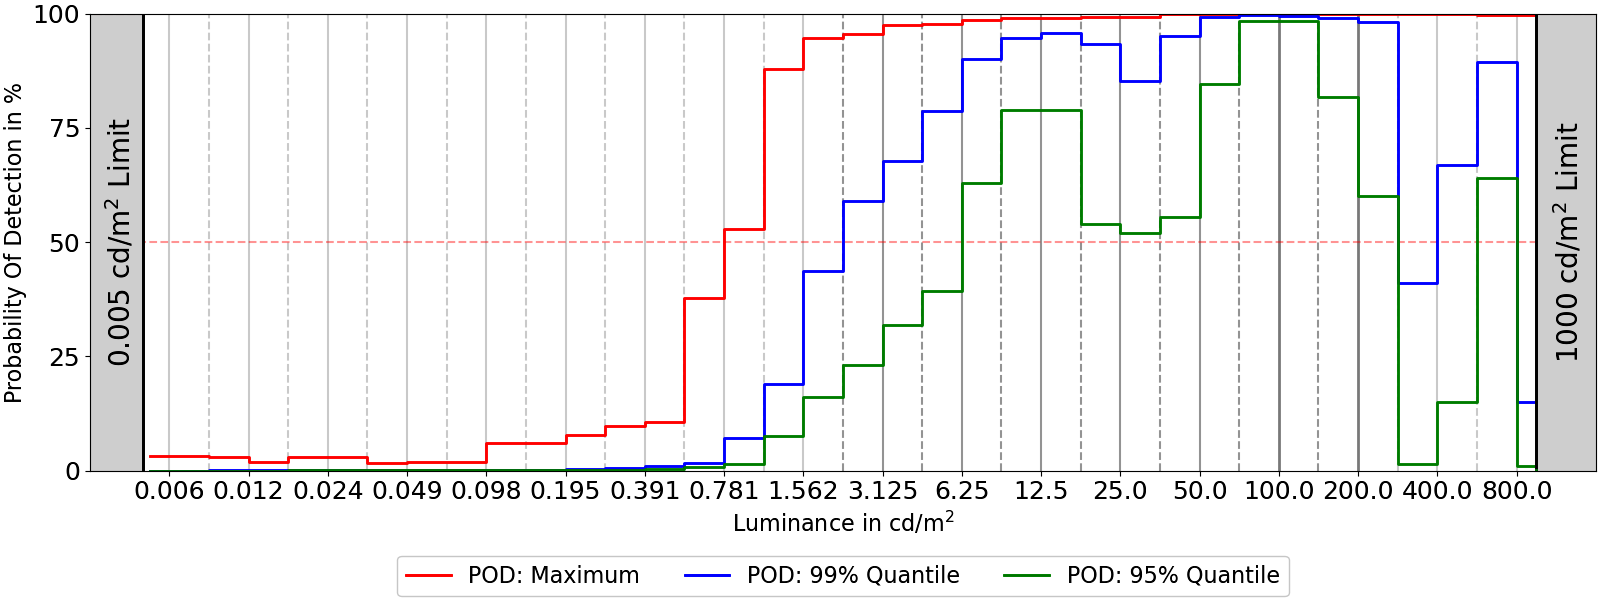 Probability Of Detection in %
100
75
50
25
0
0.005 cd/m² Limit
1000 cd/m² Limit
0.006 0.012 0.024 0.049 0.098 0.195 0.391 0.781 1.562 3.125 6.25 12.5 25.0 50.0 100.0 200.0 400.0 800.0
Luminance in cd/m²
POD: Maximum POD: 99% Quantile POD: 95% Quantile